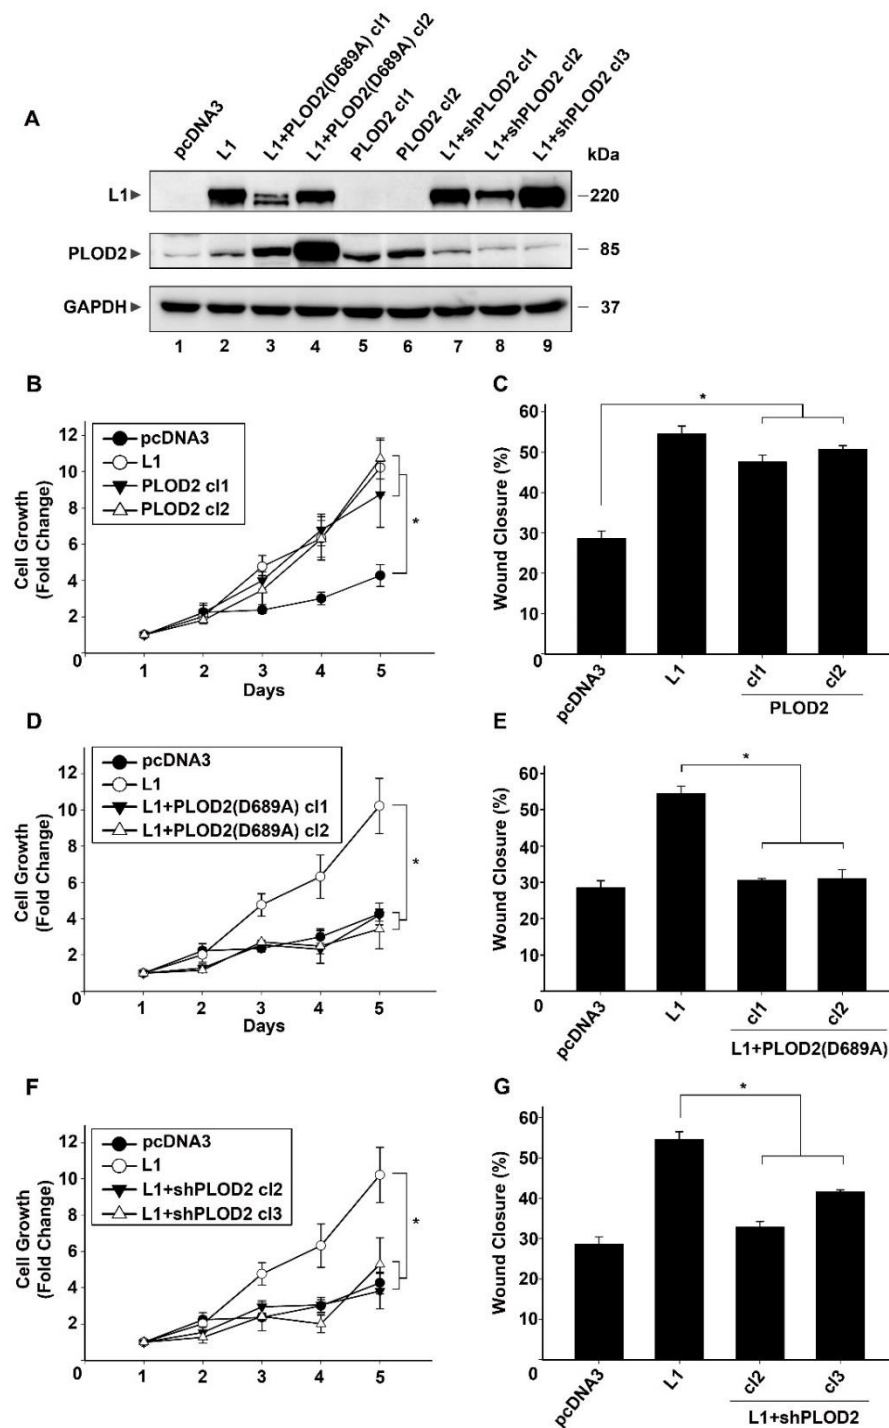 A
pcDNA3
L1
L1+PLOD2(D689A) cl1
L1+PLOD2(D689A) cl2
PLOD2 cl1
PLOD2 cl2
L1+shPLOD2 cl1
L1+shPLOD2 cl2
L1+shPLOD2 cl3
kDa
L1 220
PLOD2 85
GAPDH 37
1 2 3 4 5 6 7 8 9
B
Cell Growth
(Fold Change)
12
10
8
6
4
2
0
pcDNA3
L1
PLOD2 cl1
PLOD2 cl2
*
1 2 3 4 5
Days
C
Wound Closure (%)
60
50
40
30
20
10
0
*
pcDNA3
L1
cl1
cl2
PLOD2
D
Cell Growth
(Fold Change)
12
10
8
6
4
2
0
pcDNA3
L1
L1+PLOD2(D689A) cl1
L1+PLOD2(D689A) cl2
*
1 2 3 4 5
Days
E
Wound Closure (%)
60
50
40
30
20
10
0
*
pcDNA3
L1
cl1
cl2
L1+PLOD2(D689A)
F
Cell Growth
(Fold Change)
12
10
8
6
4
2
0
pcDNA3
L1
L1+shPLOD2 cl2
L1+shPLOD2 cl3
*
1 2 3 4 5
Days
G
Wound Closure (%)
60
50
40
30
20
10
0
*
pcDNA3
L1
cl2
cl3
L1+shPLOD2